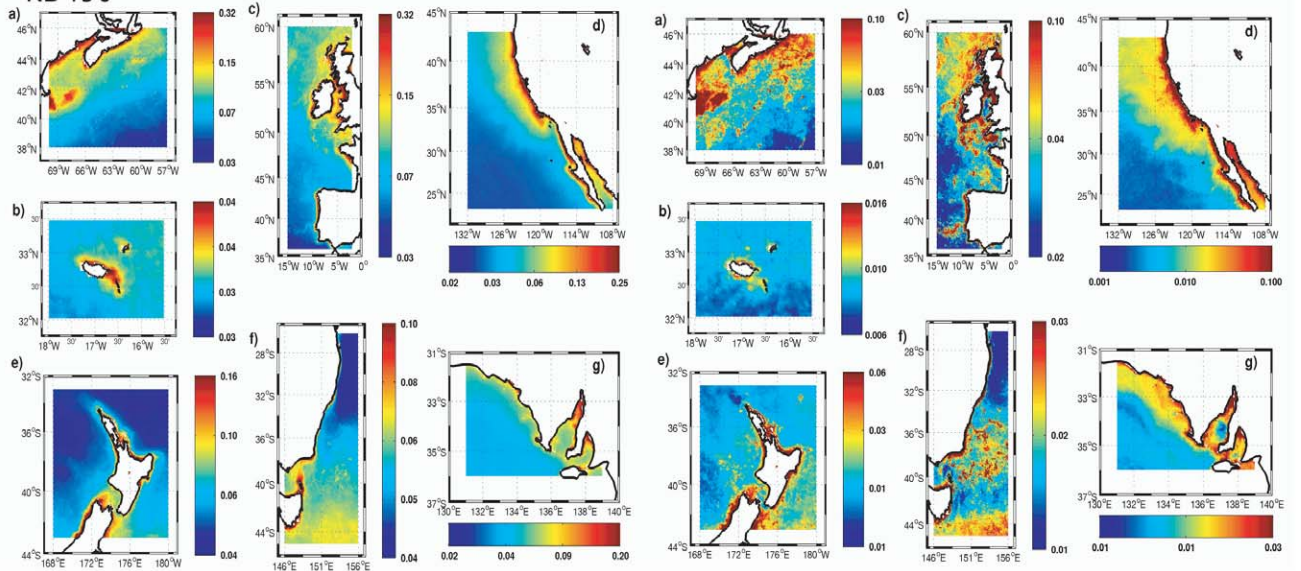 a)
46°N
44°N
42°N
40°N
38°N
69°W 66°W 63°W 60°W 57°W
0.32
0.15
0.07
0.03
c)
60°N
55°N
50°N
45°N
40°N
35°N
15°W 10°W 5°W 0°
0.32
0.15
0.07
0.03
d)
45°N
40°N
35°N
30°N
25°N
132°W 126°W 120°W 114°W 108°W
0.02 0.03 0.06 0.13 0.25
b)
30'
33°N
30'
32°N
18°W 30' 17°W 30' 16°W 30'
0.04
0.04
0.03
0.03
0.03
e)
32°S
36°S
40°S
44°S
168°E 172°E 176°E 180°W
0.16
0.10
0.06
0.04
f)
28°S
32°S
36°S
40°S
44°S
146°E 151°E 156°E
0.10
0.08
0.06
0.05
0.04
g)
31°S
33°S
35°S
37°S
130°E 132°E 134°E 136°E 138°E 140°E
0.02 0.04 0.09 0.20
a)
46°N
44°N
42°N
40°N
38°N
69°W 66°W 63°W 60°W 57°W
0.10
0.03
0.01
c)
60°N
55°N
50°N
45°N
40°N
35°N
15°W 10°W 5°W 0°
0.10
0.04
0.02
d)
45°N
40°N
35°N
30°N
25°N
132°W 126°W 120°W 114°W 108°W
0.001 0.010 0.100
b)
30'
33°N
30'
32°N
18°W 30' 17°W 30' 16°W 30'
0.016
0.010
0.006
e)
32°S
36°S
40°S
44°S
168°E 172°E 176°E 180°W
0.06
0.03
0.01
0.01
f)
28°S
32°S
36°S
40°S
44°S
146°E 151°E 156°E
0.03
0.02
0.01
g)
31°S
33°S
35°S
37°S
130°E 132°E 134°E 136°E 138°E 140°E
0.01 0.01 0.03